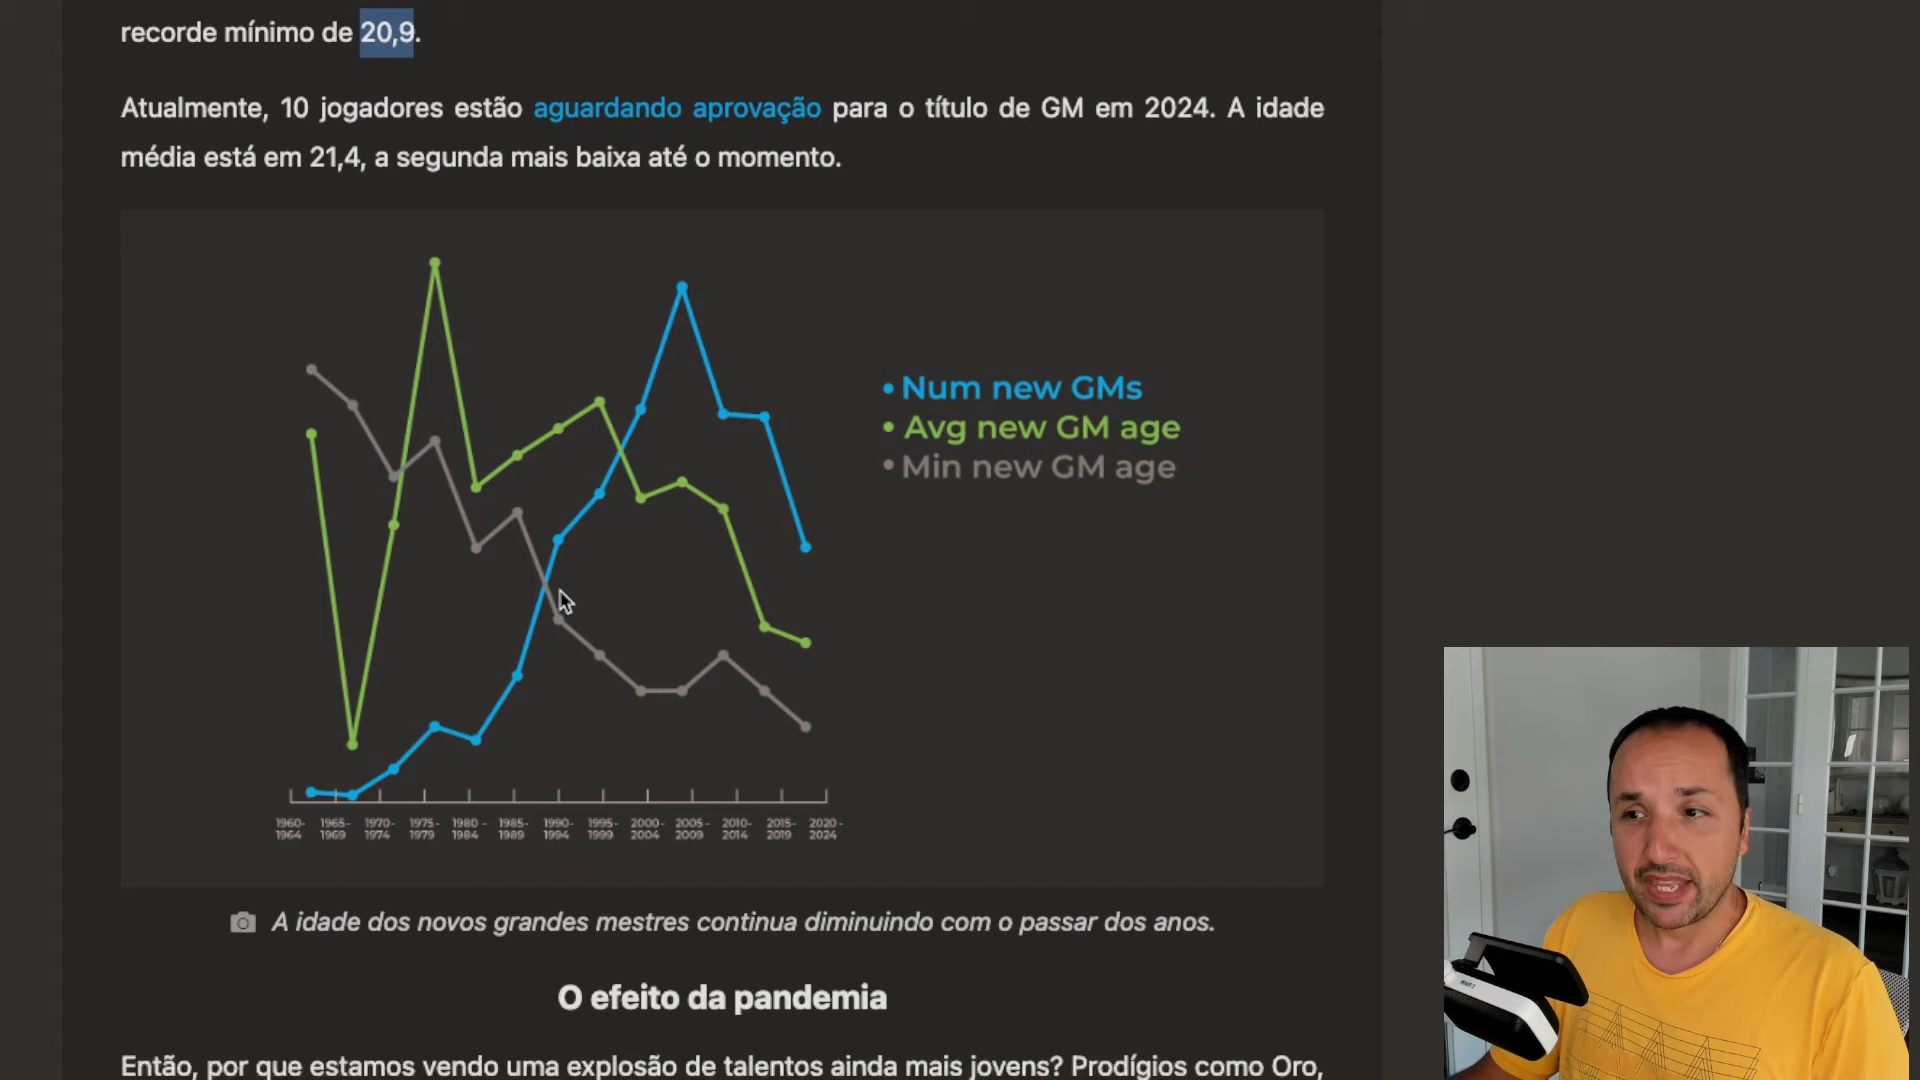 recorde mínimo de 20,9.
Atualmente, 10 jogadores estão aguardando aprovação para o título de GM em 2024. A idade
média está em 21,4, a segunda mais baixa até o momento.
• Num new GMs
• Avg new GM age
• Min new GM age
1960- 1965- 1970- 1975- 1980 - 1985- 1990- 1995- 2000- 2005- 2010- 2015- 2020 -
1964 1969 1974 1979 1984 1989 1994 1999 2004 2009 2014 2019 2024
A idade dos novos grandes mestres continua diminuindo com o passar dos anos.
O efeito da pandemia
Então, por que estamos vendo uma explosão de talentos ainda mais jovens? Prodígios como Oro,